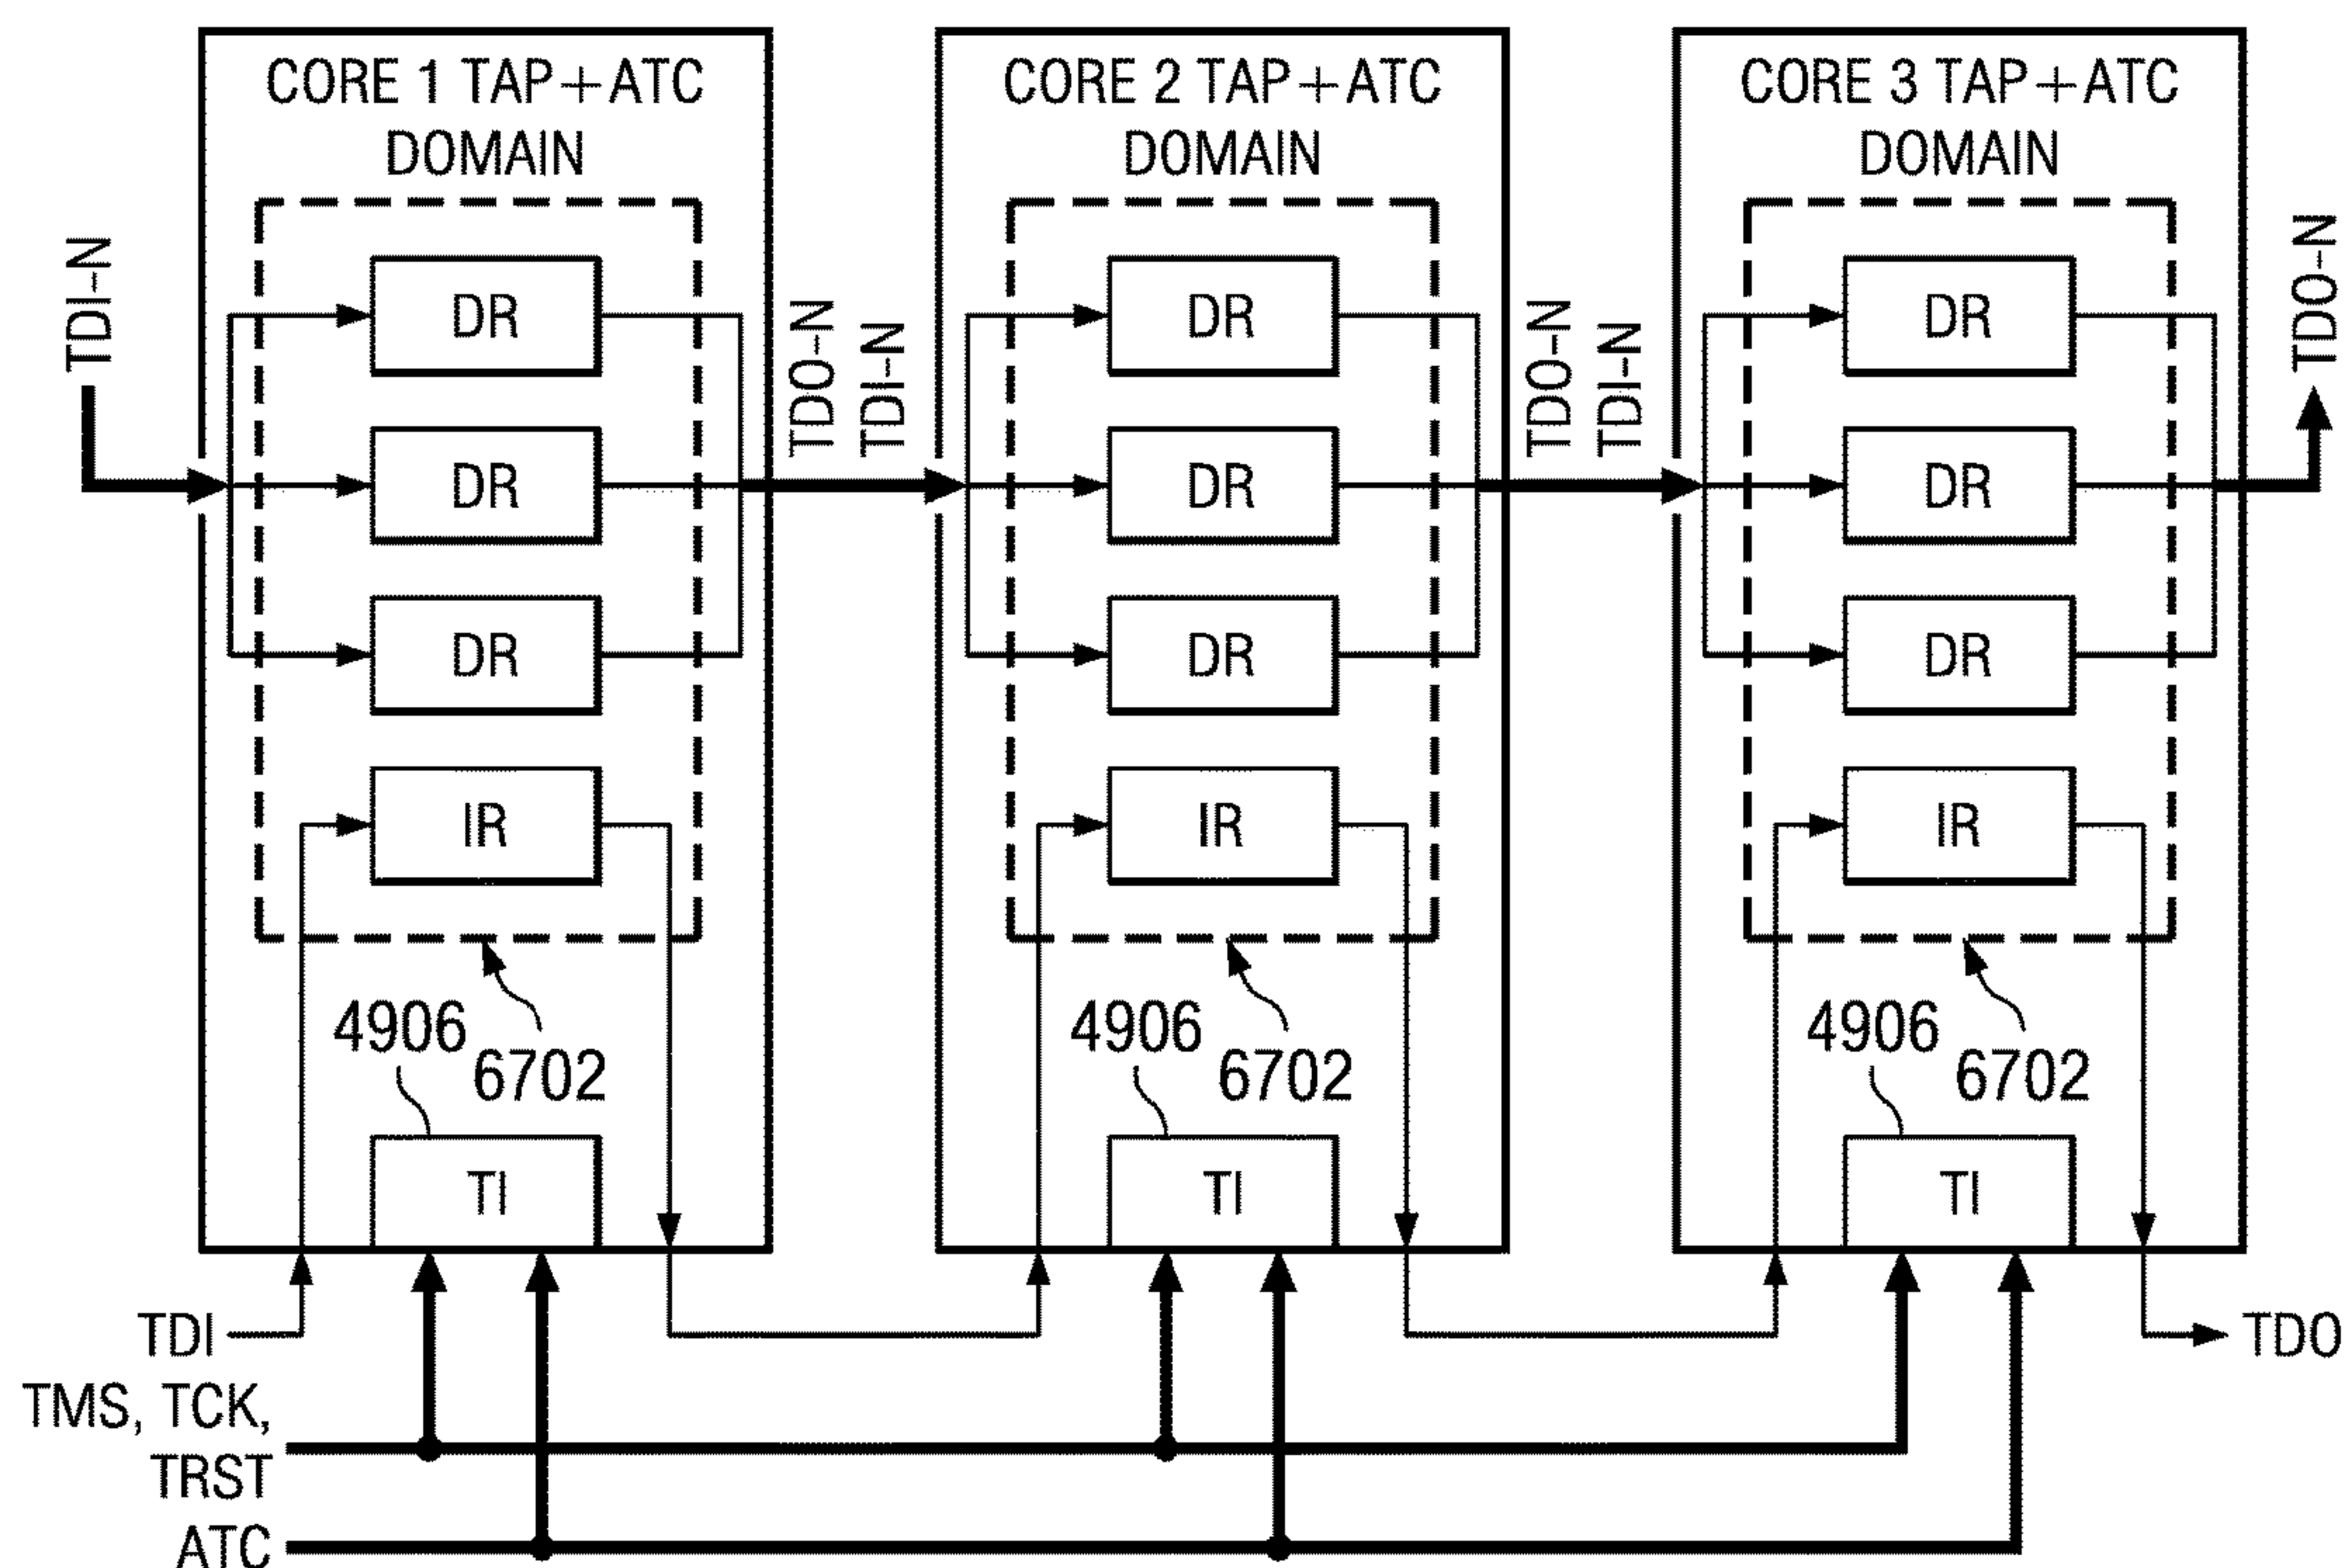 CORE 1 TAP+ATC
DOMAIN
CORE 2 TAP+ATC
DOMAIN
CORE 3 TAP+ATC
DOMAIN
TDI-N
DR
DR
DR
IR
TDO-N
TDI-N
DR
DR
DR
IR
TDO-N
TDI-N
DR
DR
DR
IR
TDO-N
4906
6702
TI
4906
6702
TI
4906
6702
TI
TDI
TDO
TMS, TCK,
TRST
ATC